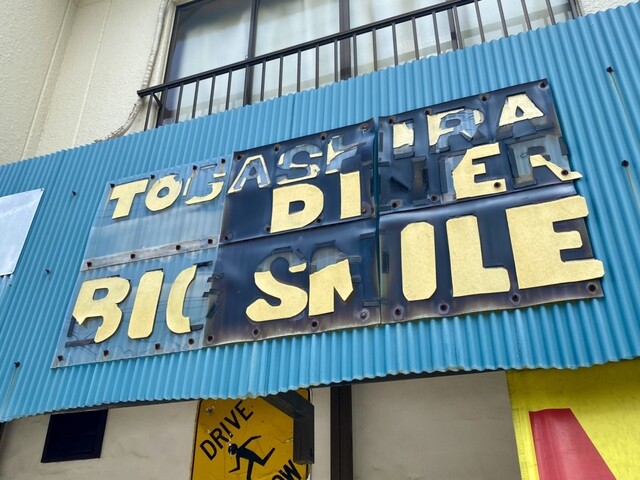 TOGASHIRA
DINER
BIG SMILE
DRIVE